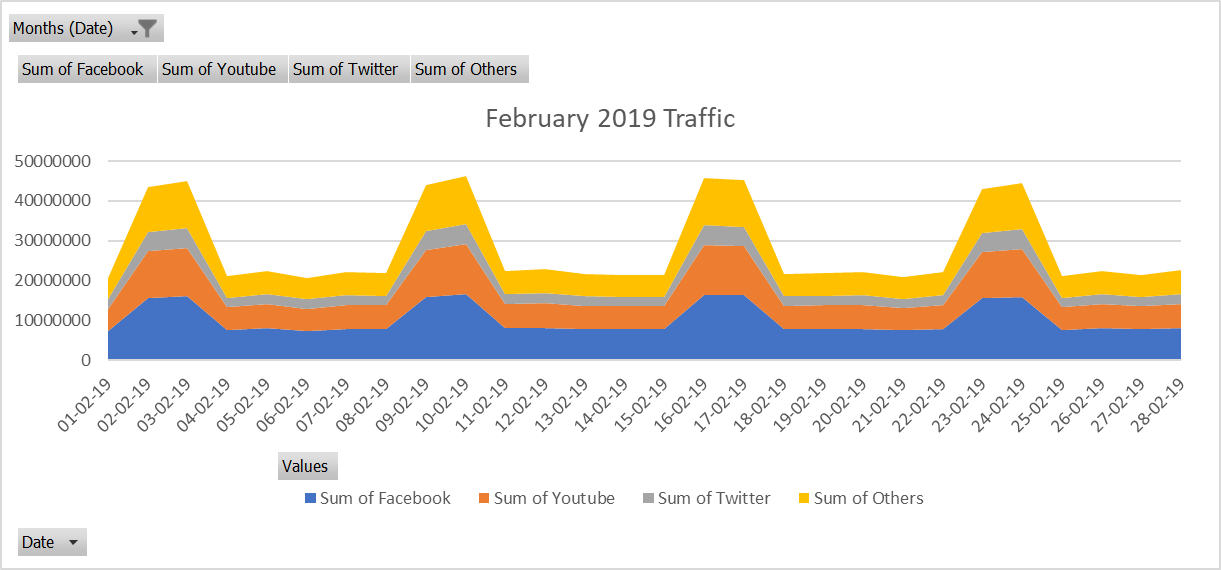 Months (Date)
Sum of Facebook Sum of Youtube Sum of Twitter Sum of Others
February 2019 Traffic
50000000
40000000
30000000
20000000
10000000
0
01-02-19 02-02-19 03-02-19 04-02-19 05-02-19 06-02-19 07-02-19 08-02-19 09-02-19 10-02-19 11-02-19 12-02-19 13-02-19 14-02-19 15-02-19 16-02-19 17-02-19 18-02-19 19-02-19 20-02-19 21-02-19 22-02-19 23-02-19 24-02-19 25-02-19 26-02-19 27-02-19 28-02-19
Values
Sum of Facebook Sum of Youtube Sum of Twitter Sum of Others
Date